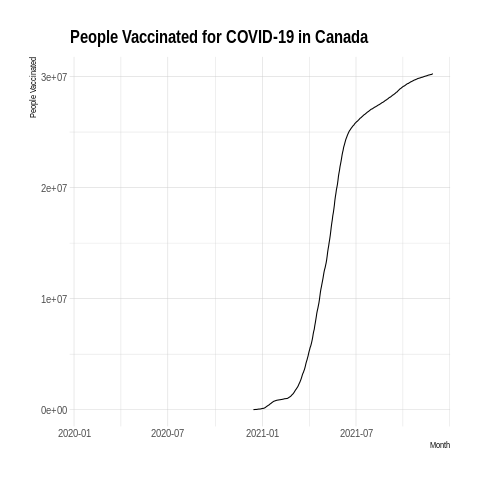 People Vaccinated for COVID-19 in Canada
People Vaccinated
3e+07
2e+07
1e+07
0e+00
2020-01 2020-07 2021-01 2021-07
Month